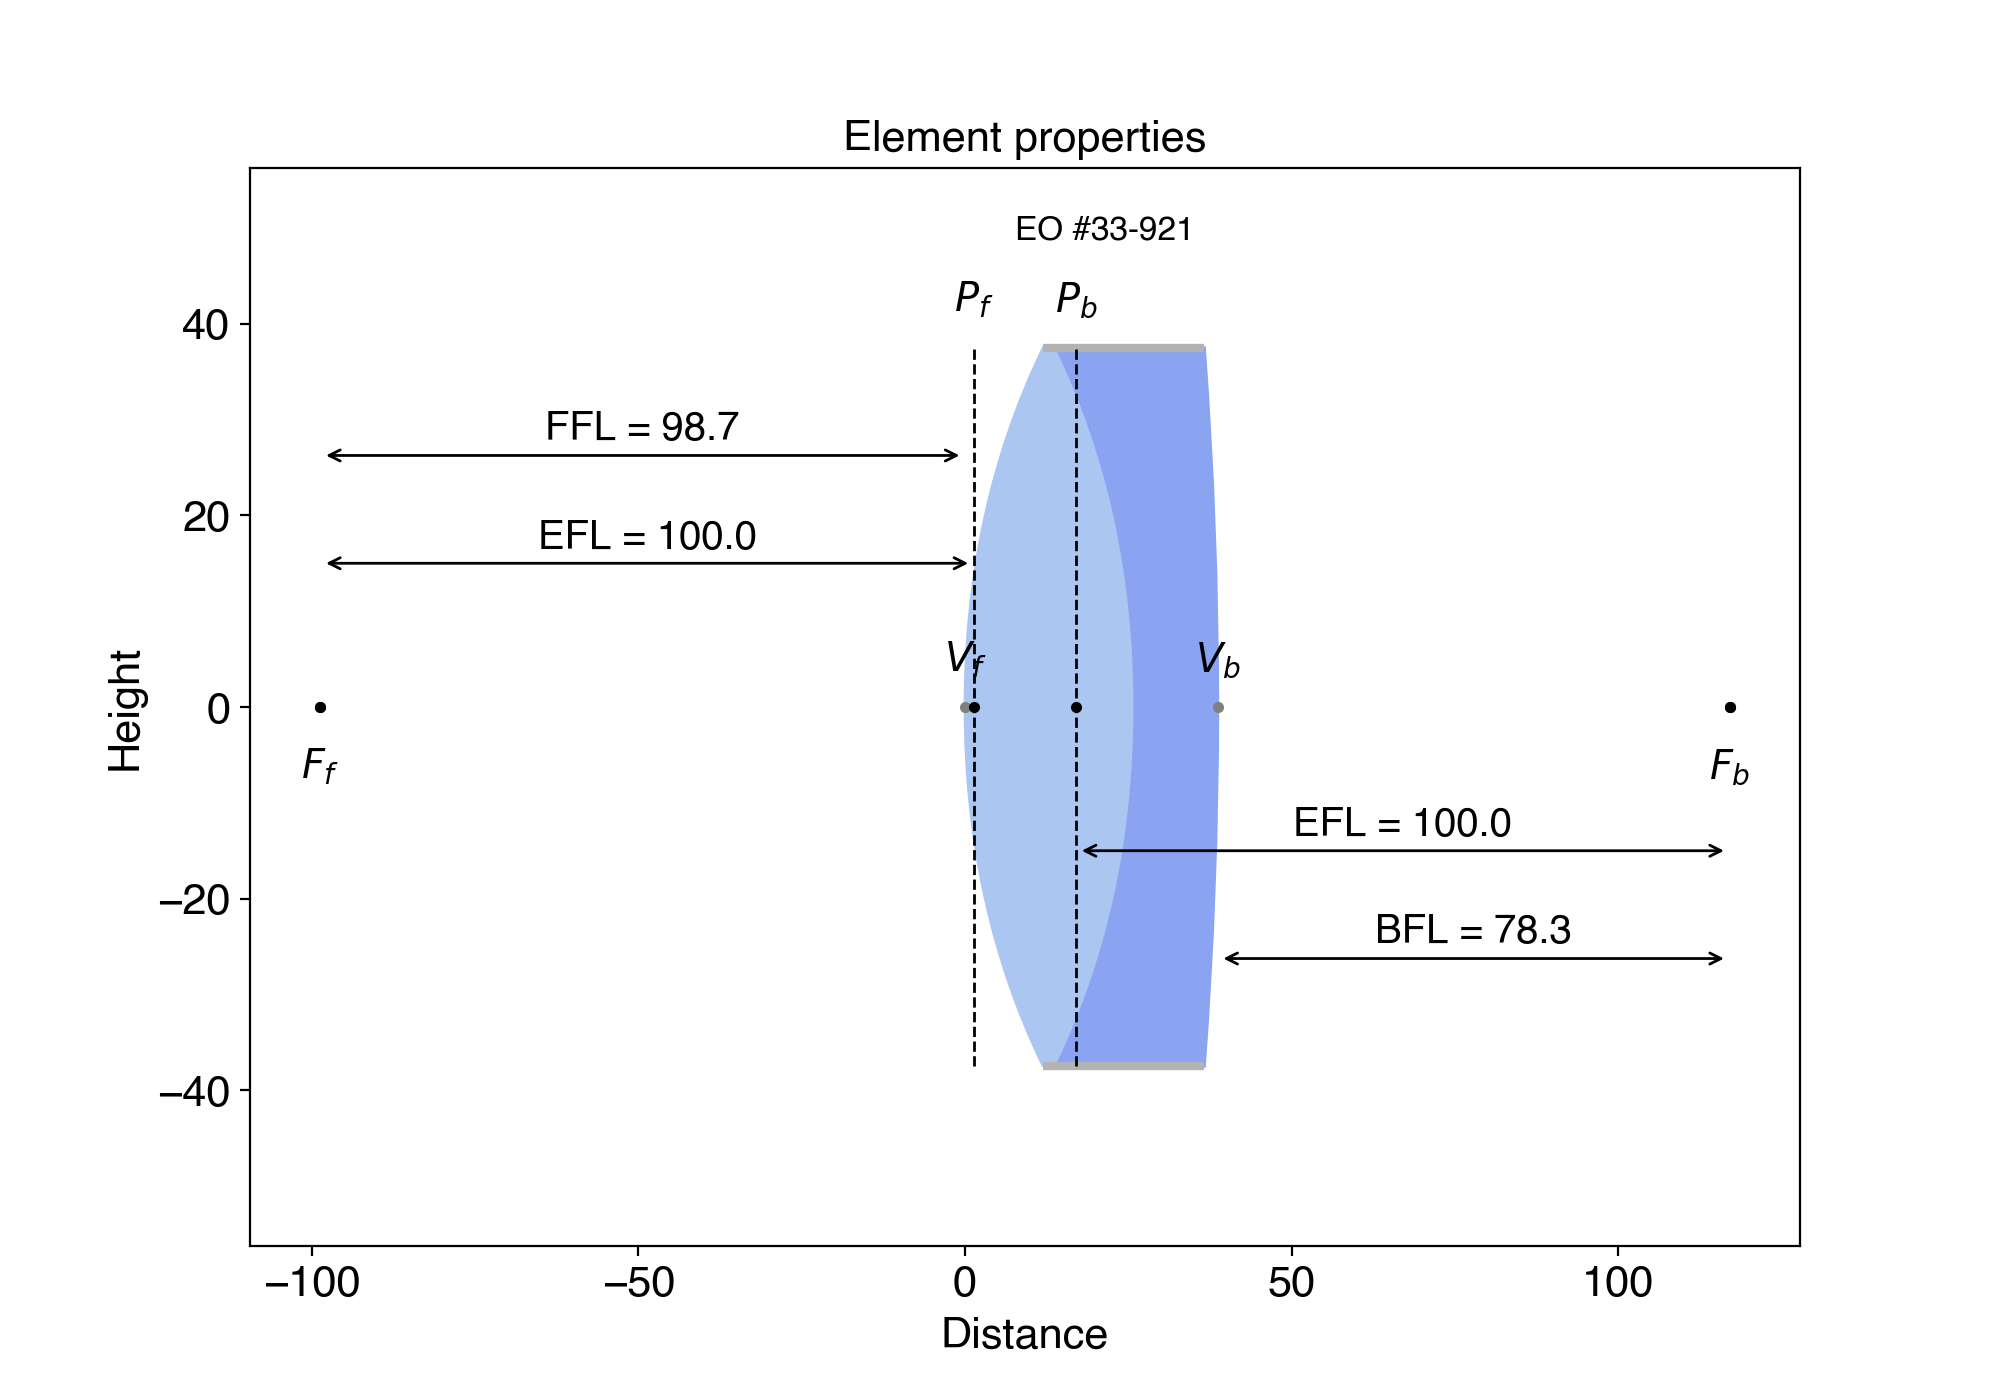 Element properties
EO #33-921
P_f
P_b
40
FFL = 98.7
20
EFL = 100.0
V_f
V_b
0
F_f
F_b
EFL = 100.0
−20
BFL = 78.3
−40
Height
−100
−50
0
50
100
Distance